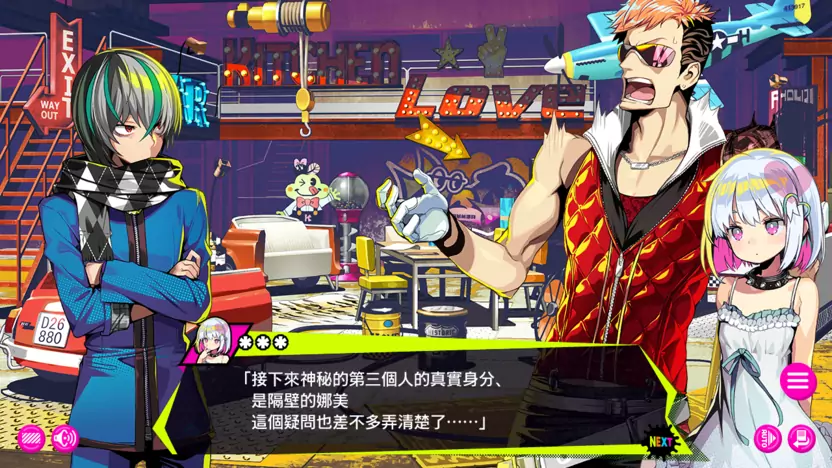 413017
EXIT
KITCHEN
WAY
OUT
Love
D26
880
✽✽✽
「接下來神秘的第三個人的真實身分、
是隔壁的娜美
這個疑問也差不多弄清楚了⋯⋯」
NEXT
AUTO